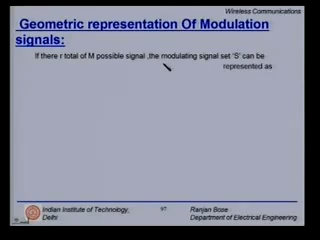 Wireless Communications
Geometric representation Of Modulation
signals:
If there r total of M possible signal ,the modulating signal set 'S' can be
represented as
Indian Institute of Technology,
Delhi
Ranjan Bose
Department of Electrical Engineering